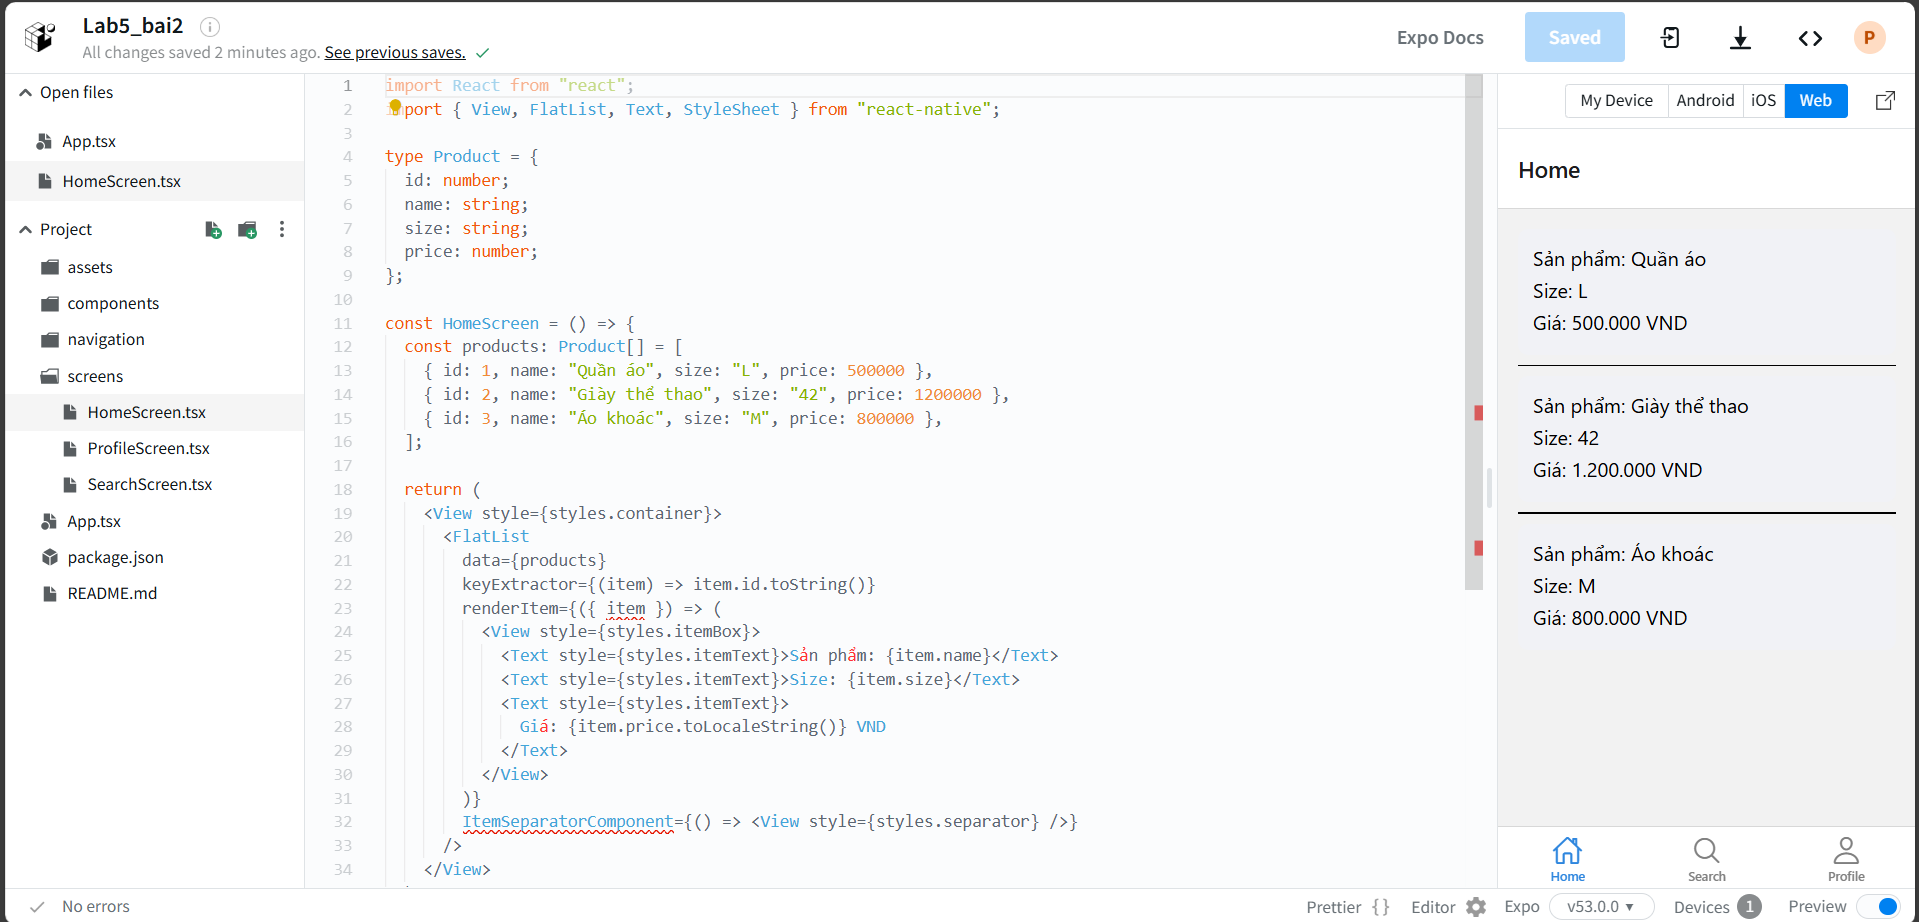 Lab5_bai2
All changes saved 2 minutes ago. See previous saves.
Expo Docs
Saved
P
Open files
App.tsx
HomeScreen.tsx
Project
assets
components
navigation
screens
HomeScreen.tsx
ProfileScreen.tsx
SearchScreen.tsx
App.tsx
package.json
README.md
1 import React from "react";
2 import { View, FlatList, Text, StyleSheet } from "react-native";
3
4 type Product = {
5 id: number;
6 name: string;
7 size: string;
8 price: number;
9 };
10
11 const HomeScreen = () => {
12 const products: Product[] = [
13 { id: 1, name: "Quần áo", size: "L", price: 500000 },
14 { id: 2, name: "Giày thể thao", size: "42", price: 1200000 },
15 { id: 3, name: "Áo khoác", size: "M", price: 800000 },
16 ];
17
18 return (
19 <View style={styles.container}>
20 <FlatList
21 data={products}
22 keyExtractor={(item) => item.id.toString()}
23 renderItem={({ item }) => (
24 <View style={styles.itemBox}>
25 <Text style={styles.itemText}>Sản phẩm: {item.name}</Text>
26 <Text style={styles.itemText}>Size: {item.size}</Text>
27 <Text style={styles.itemText}>
28 Giá: {item.price.toLocaleString()} VND
29 </Text>
30 </View>
31 )}
32 ItemSeparatorComponent={() => <View style={styles.separator} />}
33 />
34 </View>
My Device Android iOS Web
Home
Sản phẩm: Quần áo
Size: L
Giá: 500.000 VND
Sản phẩm: Giày thể thao
Size: 42
Giá: 1.200.000 VND
Sản phẩm: Áo khoác
Size: M
Giá: 800.000 VND
Home Search Profile
No errors
Prettier {} Editor Expo v53.0.0 Devices 1 Preview